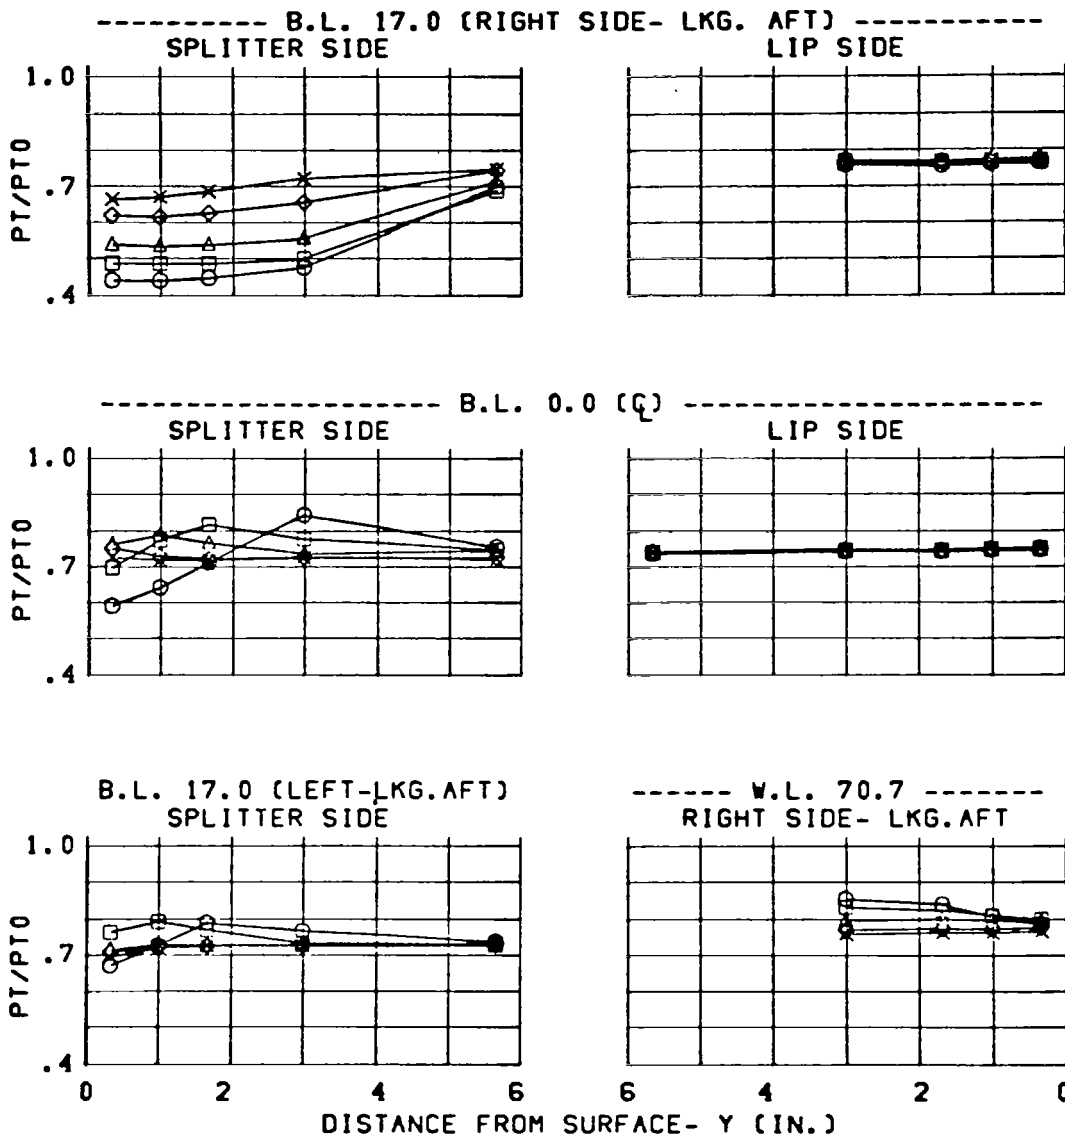 ---------- B.L. 17.0 (RIGHT SIDE- LKG. AFT) ----------
SPLITTER SIDE LIP SIDE
1.0
.7
.4
PT/PT0
------------------- B.L. 0.0 (℄) --------------------
SPLITTER SIDE LIP SIDE
1.0
.7
.4
PT/PT0
B.L. 17.0 (LEFT-LKG.AFT) ------ W.L. 70.7 -------
SPLITTER SIDE RIGHT SIDE- LKG.AFT
1.0
.7
.4
PT/PT0
0 2 4 6 6 4 2 0
DISTANCE FROM SURFACE- Y (IN.)